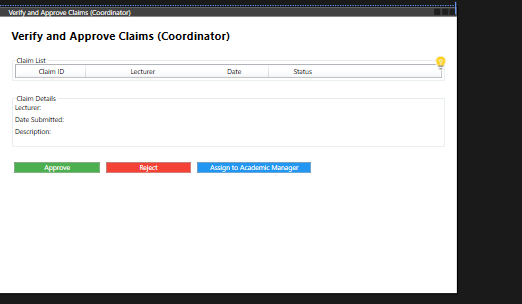 Verify and Approve Claims (Coordinator)
Verify and Approve Claims (Coordinator)
Claim List
Claim ID Lecturer Date Status
Claim Details
Lecturer:
Date Submitted:
Description:
Approve Reject Assign to Academic Manager